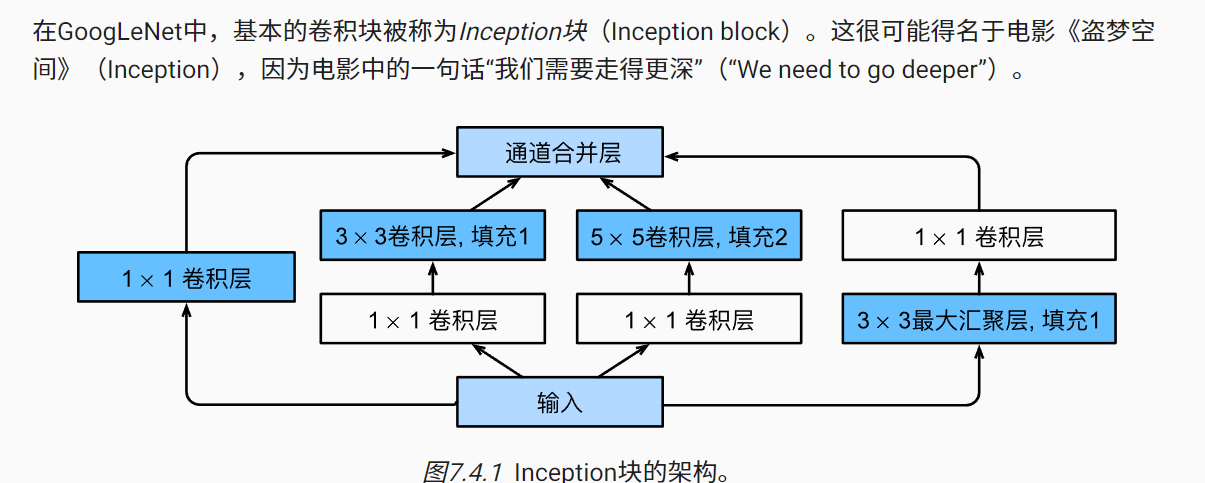 在GoogLeNet中，基本的卷积块被称为Inception块（Inception block）。这很可能得名于电影《盗梦空
间》（Inception），因为电影中的一句话“我们需要走得更深”（“We need to go deeper”）。
通道合并层
3 × 3卷积层, 填充1
5 × 5卷积层, 填充2
1 × 1 卷积层
1 × 1 卷积层
1 × 1 卷积层
1 × 1 卷积层
3 × 3最大汇聚层, 填充1
输入
图7.4.1 Inception块的架构。